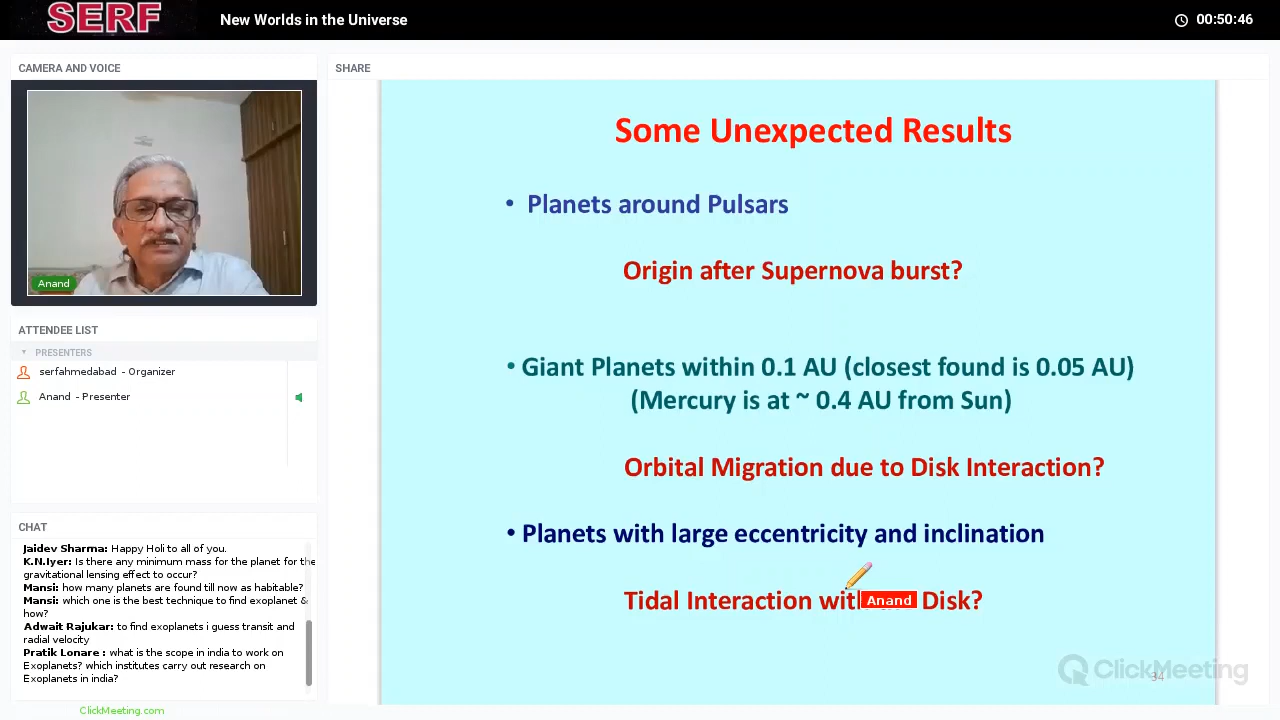 SERF
New Worlds in the Universe
00:50:46
CAMERA AND VOICE
Anand
ATTENDEE LIST
PRESENTERS
serfahmedabad - Organizer
Anand - Presenter
CHAT
Jaidev Sharma: Happy Holi to all of you.
K.N.Iyer: Is there any minimum mass for the planet for the
gravitational lensing effect to occur?
Mansi: how many planets are found till now as habitable?
Mansi: which one is the best technique to find exoplanet &
how?
Adwait Rajukar: to find exoplanets i guess transit and
radial velocity
Pratik Lonare : what is the scope in india to work on
Exoplanets? which institutes carry out research on
Exoplanets in india?
ClickMeeting.com
SHARE
Some Unexpected Results
• Planets around Pulsars
Origin after Supernova burst?
• Giant Planets within 0.1 AU (closest found is 0.05 AU)
(Mercury is at ~ 0.4 AU from Sun)
Orbital Migration due to Disk Interaction?
• Planets with large eccentricity and inclination
Tidal Interaction Anand Disk?
ClickMeeting
34